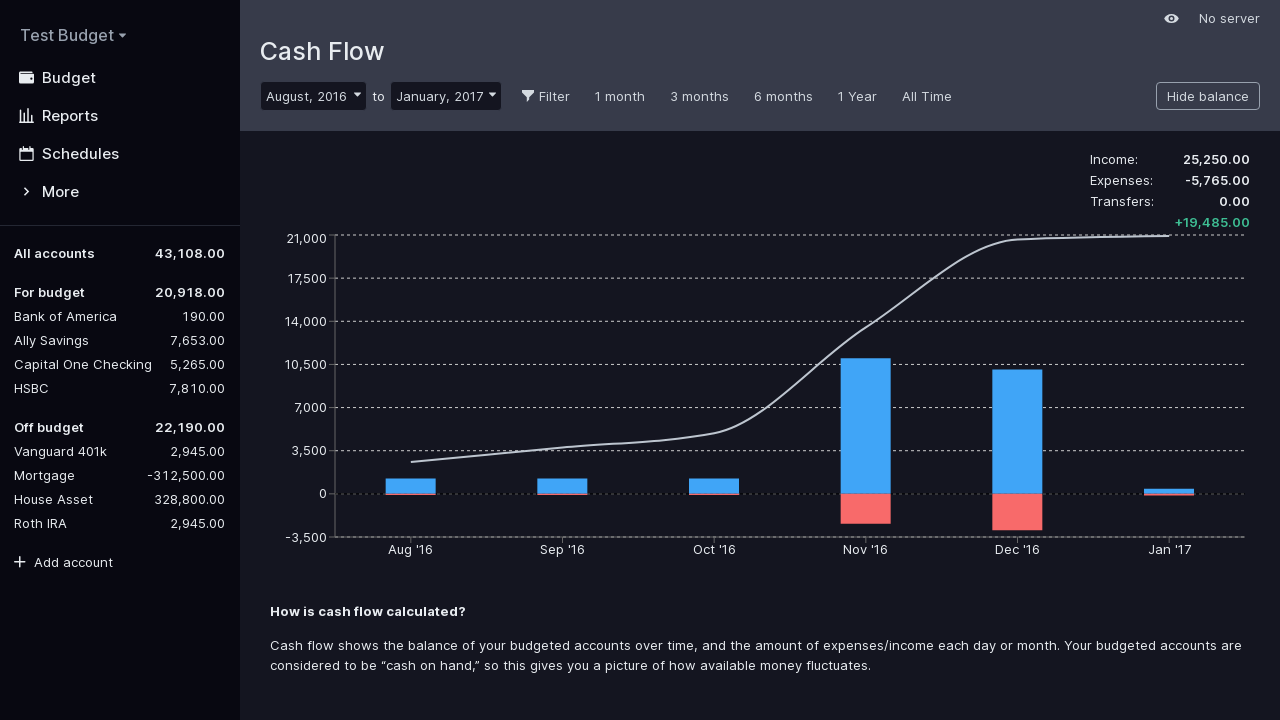 Test Budget
Budget
Reports
Schedules
More
All accounts 43,108.00
For budget 20,918.00
Bank of America 190.00
Ally Savings 7,653.00
Capital One Checking 5,265.00
HSBC 7,810.00
Off budget 22,190.00
Vanguard 401k 2,945.00
Mortgage -312,500.00
House Asset 328,800.00
Roth IRA 2,945.00
Add account
No server
Cash Flow
August, 2016 to January, 2017 Filter 1 month 3 months 6 months 1 Year All Time Hide balance
Income: 25,250.00
Expenses: -5,765.00
Transfers: 0.00
+19,485.00
21,000
17,500
14,000
10,500
7,000
3,500
0
-3,500
Aug '16 Sep '16 Oct '16 Nov '16 Dec '16 Jan '17
How is cash flow calculated?
Cash flow shows the balance of your budgeted accounts over time, and the amount of expenses/income each day or month. Your budgeted accounts are
considered to be “cash on hand,” so this gives you a picture of how available money fluctuates.